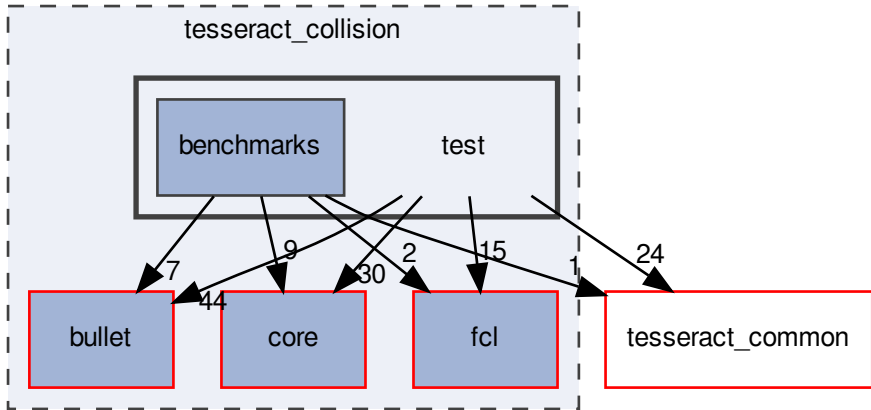 tesseract_collision
benchmarks
test
7
9
2
15
1
24
30
44
bullet
core
fcl
tesseract_common